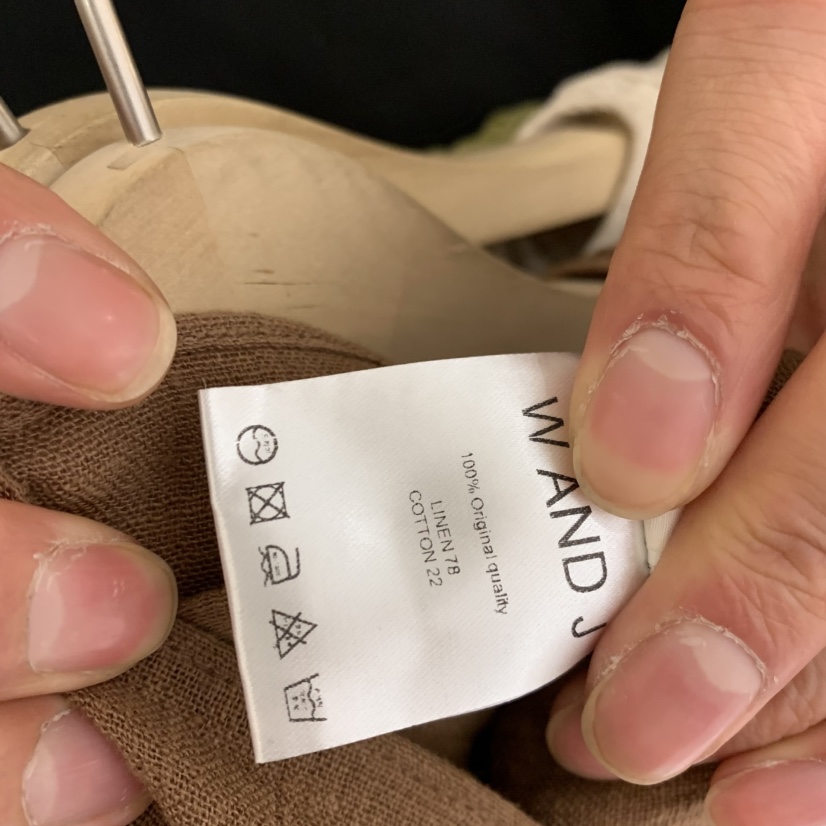 W AND J
100% Original quality
LINEN 78
COTTON 22